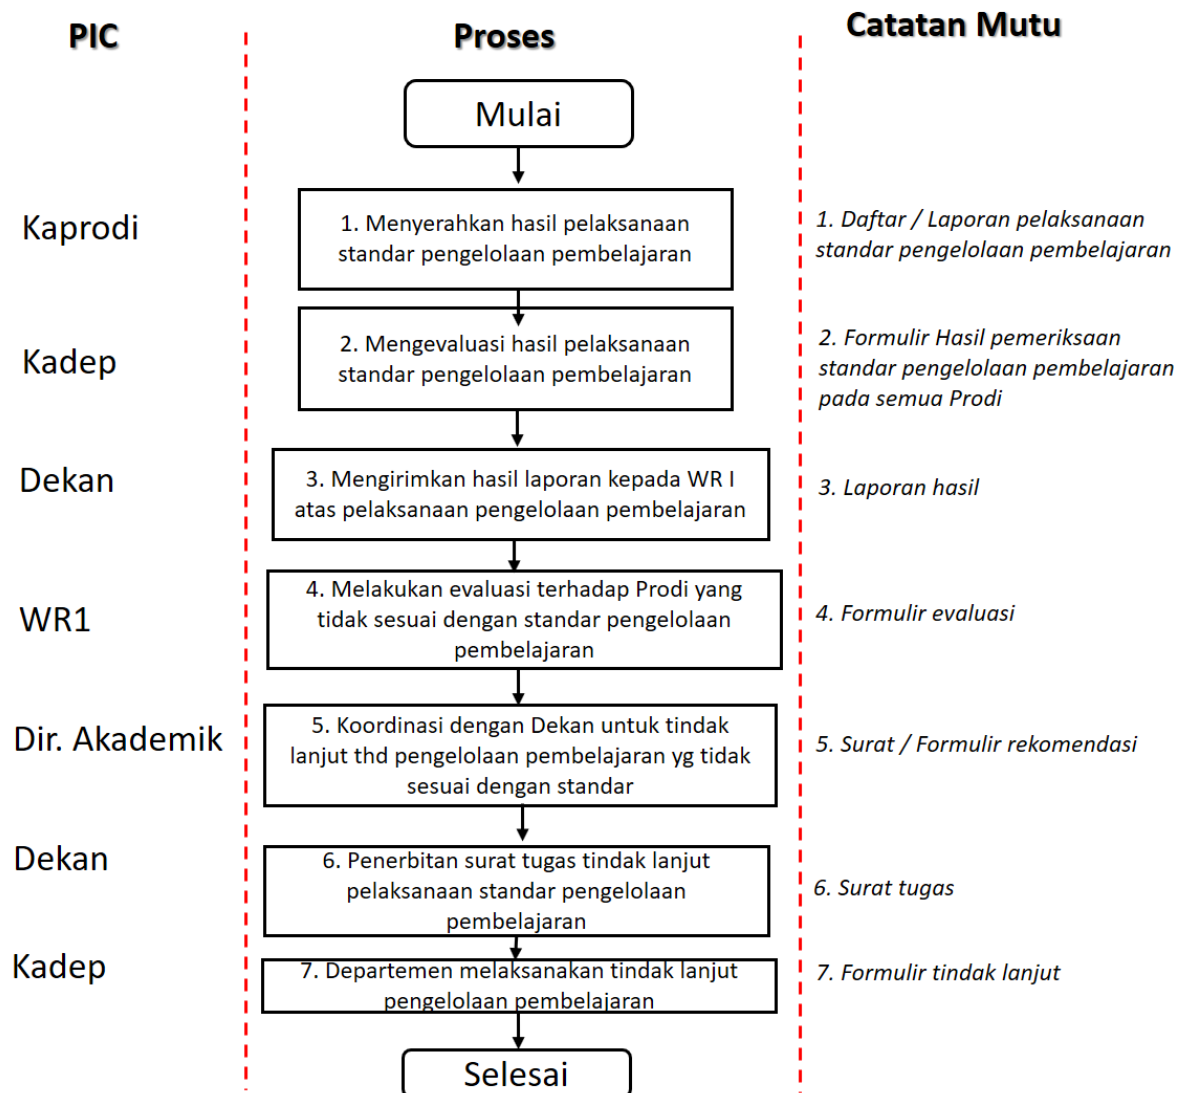 PIC
Proses
Catatan Mutu
Mulai
Kaprodi
1. Menyerahkan hasil pelaksanaan
standar pengelolaan pembelajaran
1. Daftar / Laporan pelaksanaan
standar pengelolaan pembelajaran
Kadep
2. Mengevaluasi hasil pelaksanaan
standar pengelolaan pembelajaran
2. Formulir Hasil pemeriksaan
standar pengelolaan pembelajaran
pada semua Prodi
Dekan
3. Mengirimkan hasil laporan kepada WR I
atas pelaksanaan pengelolaan pembelajaran
3. Laporan hasil
WR1
4. Melakukan evaluasi terhadap Prodi yang
tidak sesuai dengan standar pengelolaan
pembelajaran
4. Formulir evaluasi
Dir. Akademik
5. Koordinasi dengan Dekan untuk tindak
lanjut thd pengelolaan pembelajaran yg tidak
sesuai dengan standar
5. Surat / Formulir rekomendasi
Dekan
6. Penerbitan surat tugas tindak lanjut
pelaksanaan standar pengelolaan
pembelajaran
6. Surat tugas
Kadep
7. Departemen melaksanakan tindak lanjut
pengelolaan pembelajaran
7. Formulir tindak lanjut
Selesai